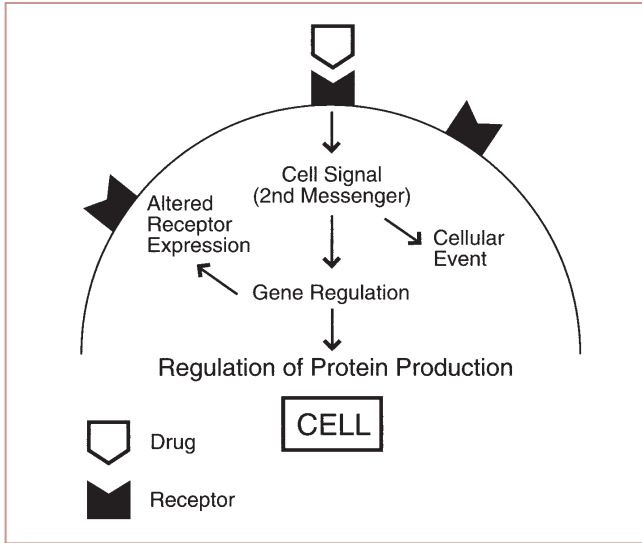 Cell Signal
(2nd Messenger)
Altered
Receptor
Expression
Cellular
Event
Gene Regulation
Regulation of Protein Production
CELL
Drug
Receptor